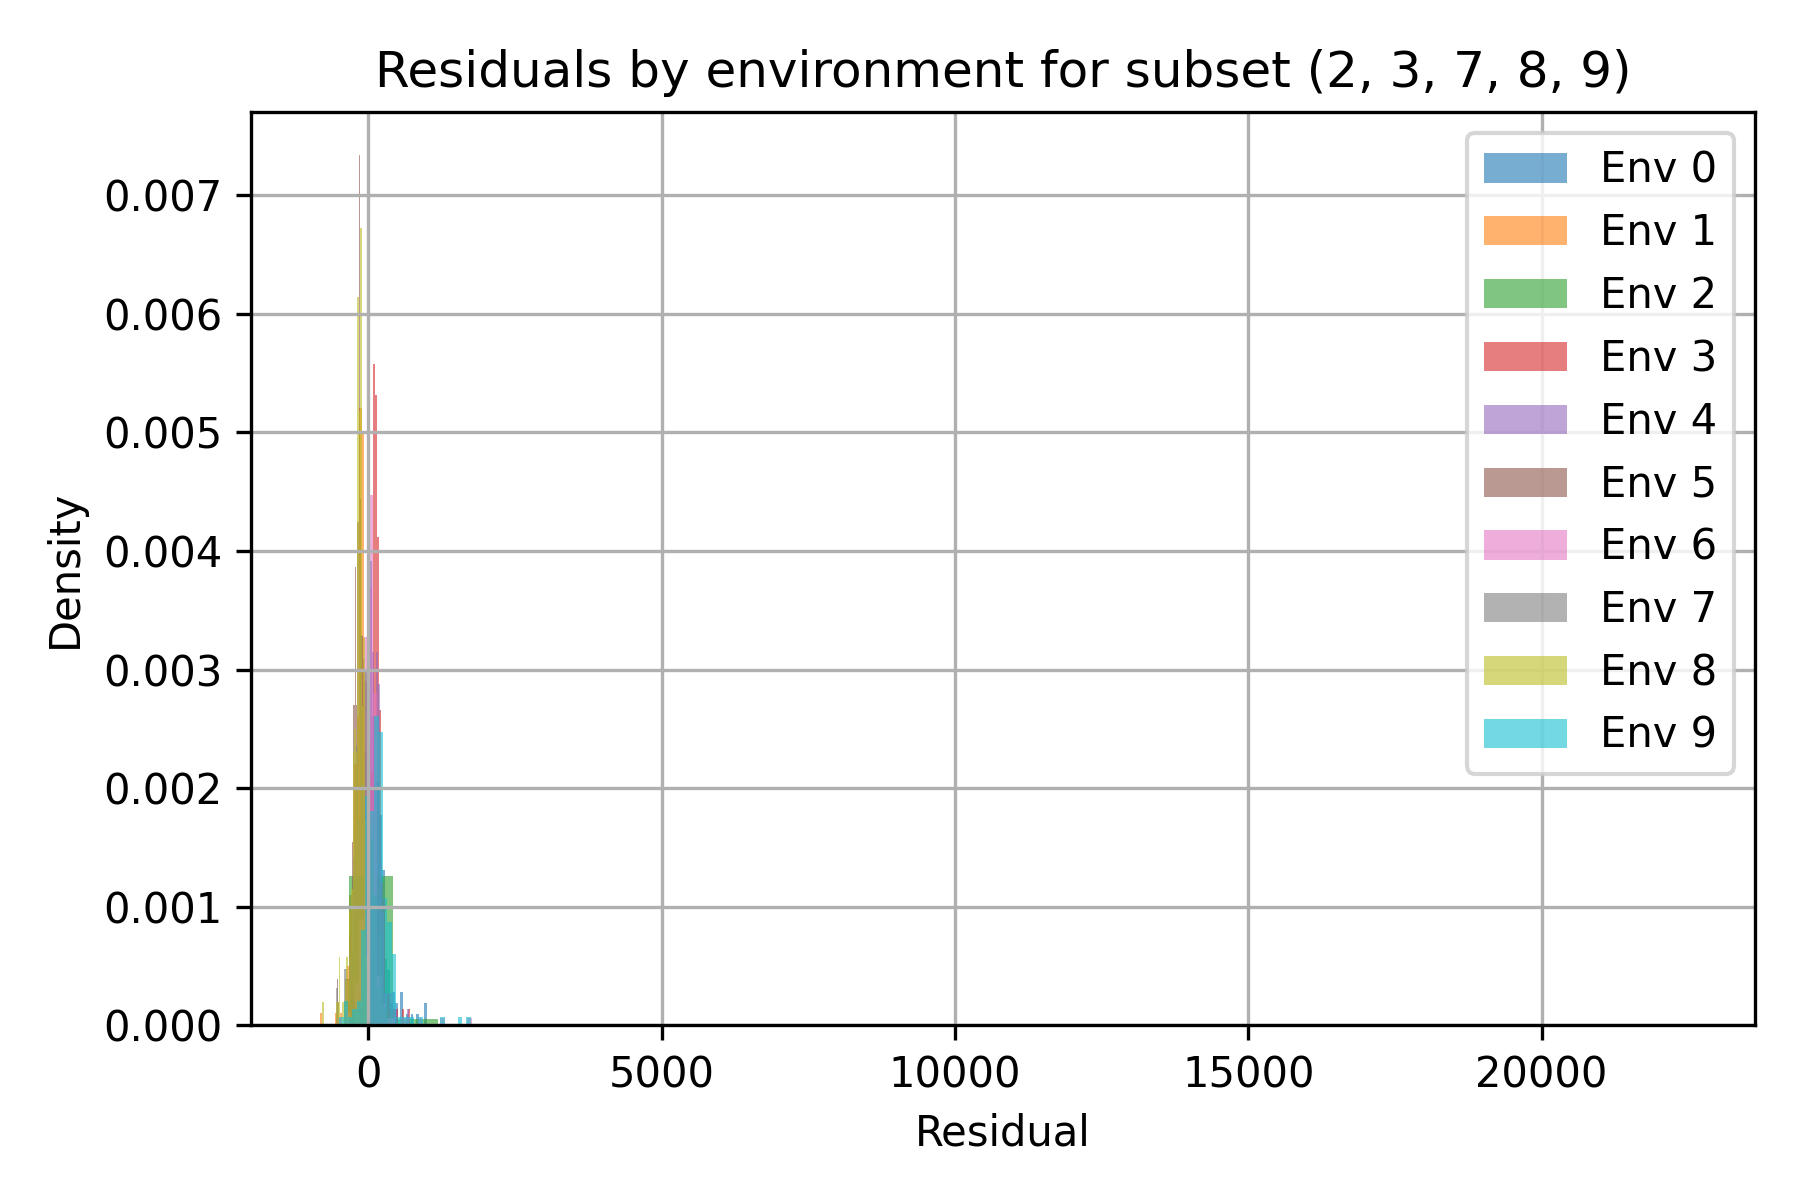 Residuals by environment for subset (2, 3, 7, 8, 9)
0.007
0.006
0.005
0.004
0.003
0.002
0.001
0.000
Density
Env 0
Env 1
Env 2
Env 3
Env 4
Env 5
Env 6
Env 7
Env 8
Env 9
0 5000 10000 15000 20000
Residual